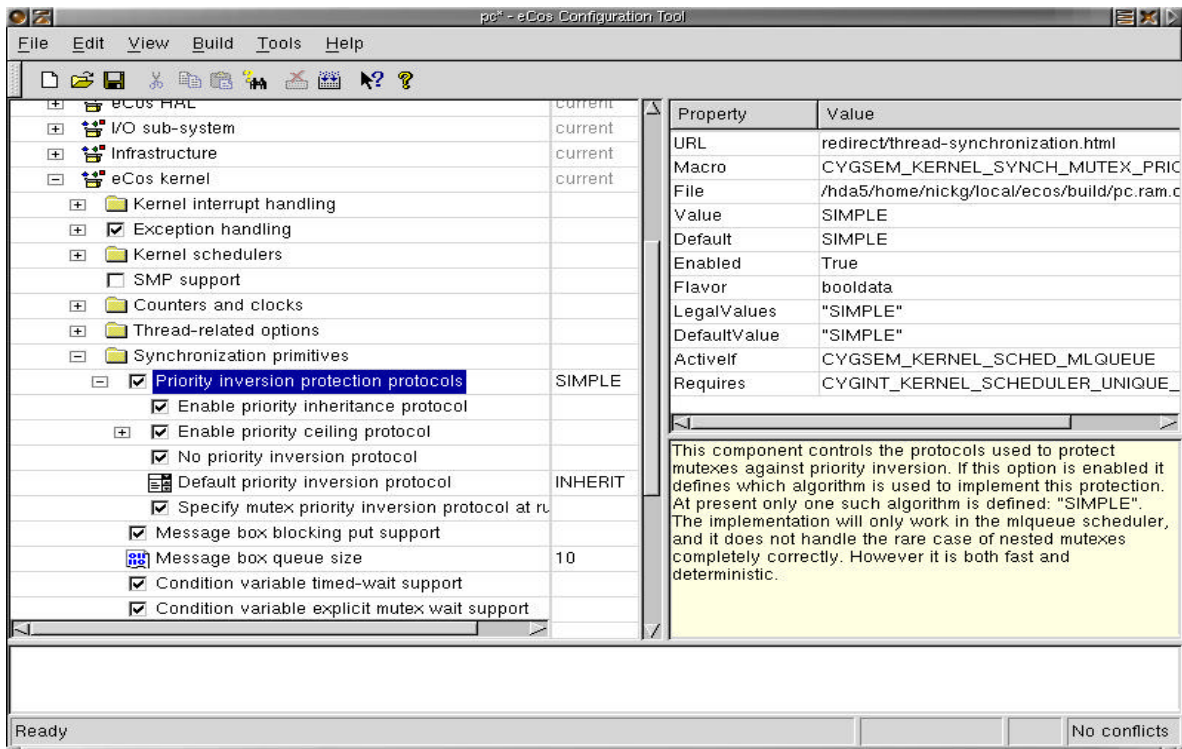 pc* - eCos Configuration Tool
File Edit View Build Tools Help
eCos HAL current
I/O sub-system current
Infrastructure current
eCos kernel current
Kernel interrupt handling
Exception handling
Kernel schedulers
SMP support
Counters and clocks
Thread-related options
Synchronization primitives
Priority inversion protection protocols SIMPLE
Enable priority inheritance protocol
Enable priority ceiling protocol
No priority inversion protocol
Default priority inversion protocol INHERIT
Specify mutex priority inversion protocol at ru
Message box blocking put support
Message box queue size 10
Condition variable timed-wait support
Condition variable explicit mutex wait support
Property Value
URL redirect/thread-synchronization.html
Macro CYGSEM_KERNEL_SYNCH_MUTEX_PRIO
File /hda5/home/nickg/local/ecos/build/pc.ram.c
Value SIMPLE
Default SIMPLE
Enabled True
Flavor booldata
LegalValues "SIMPLE"
DefaultValue "SIMPLE"
ActiveIf CYGSEM_KERNEL_SCHED_MLQUEUE
Requires CYGINT_KERNEL_SCHEDULER_UNIQUE_
This component controls the protocols used to protect
mutexes against priority inversion. If this option is enabled it
defines which algorithm is used to implement this protection.
At present only one such algorithm is defined: "SIMPLE".
The implementation will only work in the mlqueue scheduler,
and it does not handle the rare case of nested mutexes
completely correctly. However it is both fast and
deterministic.
Ready
No conflicts